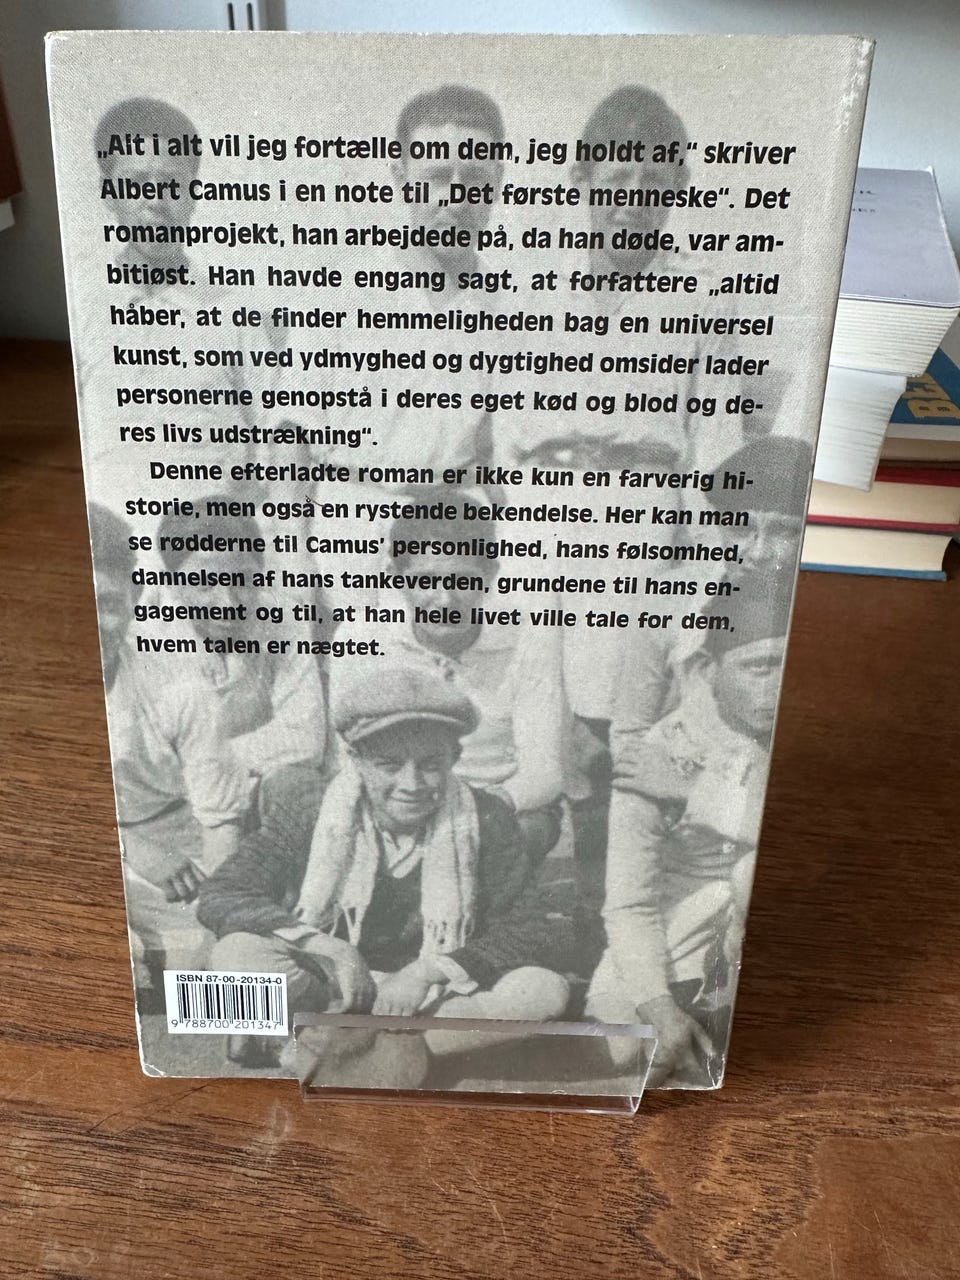 „Alt i alt vil jeg fortælle om dem, jeg holdt af,“ skriver
Albert Camus i en note til „Det første menneske“. Det
romanprojekt, han arbejdede på, da han døde, var am-
bitiøst. Han havde engang sagt, at forfattere „altid
håber, at de finder hemmeligheden bag en universel
kunst, som ved ydmyghed og dygtighed omsider lader
personerne genopstå i deres eget kød og blod og de-
res livs udstrækning“.
Denne efterladte roman er ikke kun en farverig hi-
storie, men også en rystende bekendelse. Her kan man
se rødderne til Camus’ personlighed, hans følsomhed,
dannelsen af hans tankeverden, grundene til hans en-
gagement og til, at han hele livet ville tale for dem,
hvem talen er nægtet.
ISBN 87-00-20134-0
9 788700 201347